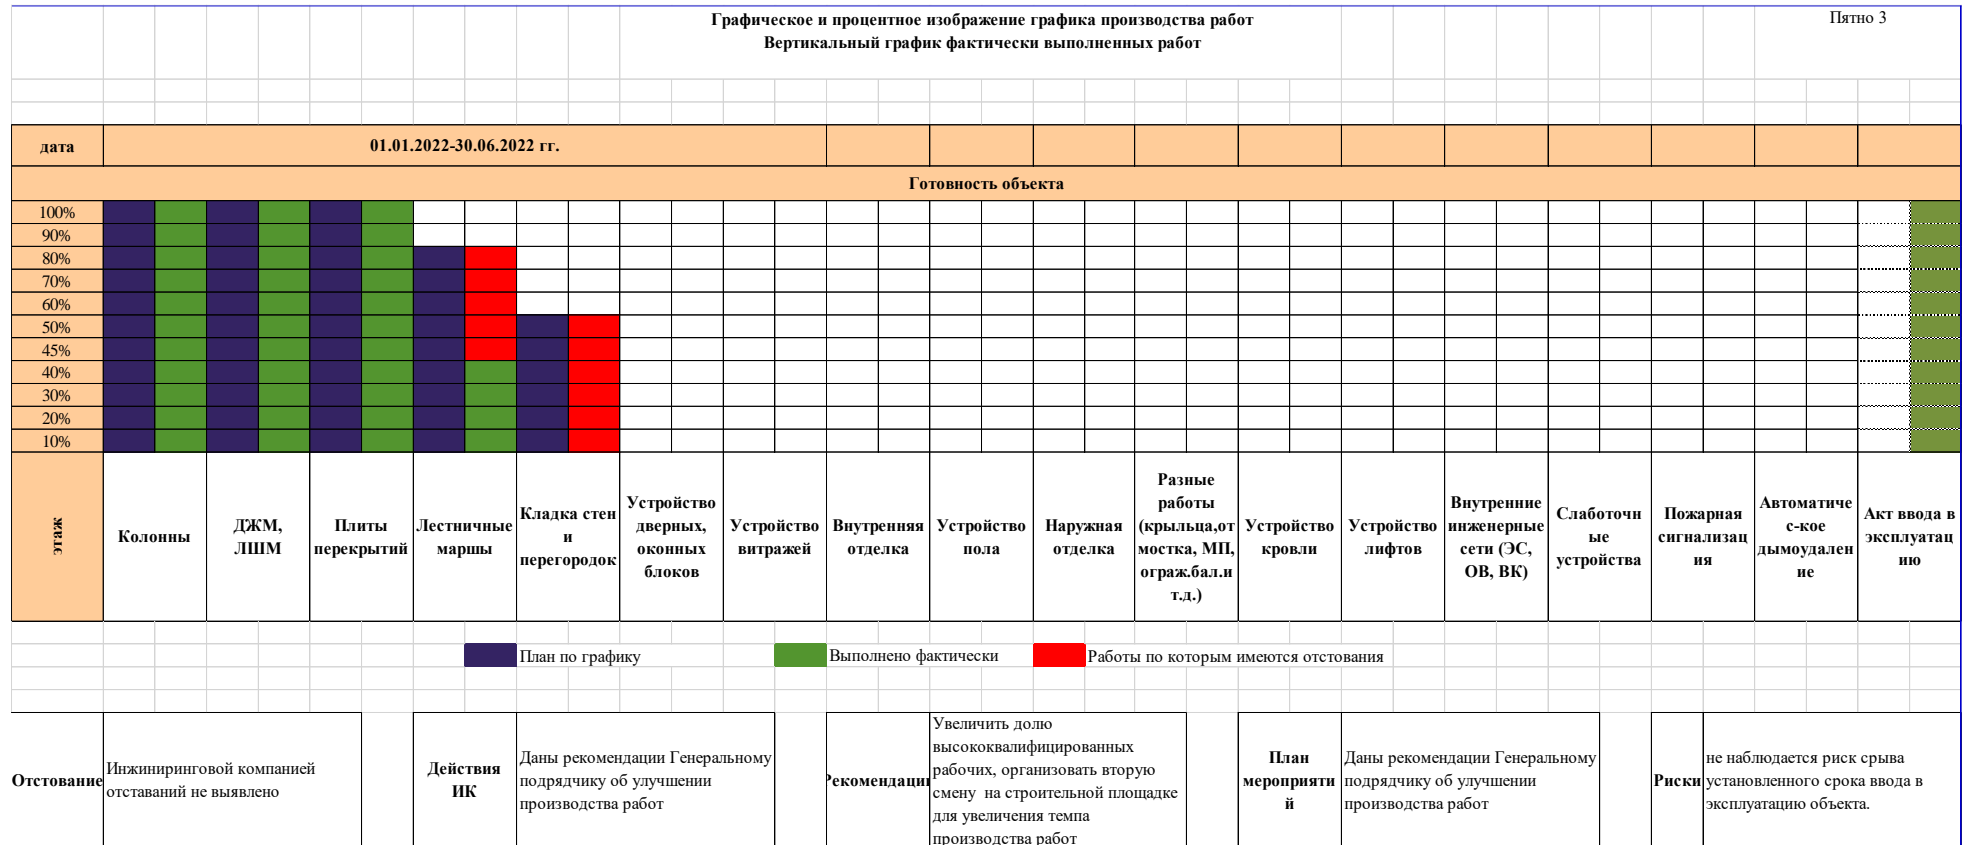 Графическое и процентное изображение графика производства работ
Пятно 3
Вертикальный график фактически выполненных работ
дата
01.01.2022-30.06.2022 гг.
Готовность объекта
100%
90%
80%
70%
60%
50%
45%
40%
30%
20%
10%
этаж
Колонны
ДЖМ,
ЛШМ
Плиты
перекрытий
Лестничные
марши
Кладка стен
и
перегородок
Устройство
дверных,
оконных
блоков
Устройство
витражей
Внутренняя
отделка
Устройство
пола
Наружная
отделка
Разные
работы
(крыльца,от
мостка, МП,
ограж.бал.и
т.д.)
Устройство
кровли
Устройство
лифтов
Внутренние
инженерные
сети (ЭС,
ОВ, ВК)
Слаботочн
ые
устройства
Пожарная
сигнализац
ия
Автоматиче
с-кое
дымоудален
ие
Акт ввода в
эксплуатац
ию
План по графику
Выполнено фактически
Работы по которым имеются отстования
Отстование
Инжиниринговой компанией
отставаний не выявлено
Действия
ИК
Даны рекомендации Генеральному
подрядчику об улучшении
производства работ
Рекомендации
Увеличить долю
высококвалифицированных
рабочих, организовать вторую
смену на строительной площадке
для увеличения темпа
производства работ
План
мероприяти
й
Даны рекомендации Генеральному
подрядчику об улучшении
производства работ
Риски
не наблюдается риск срыва
установленного срока ввода в
эксплуатацию объекта.